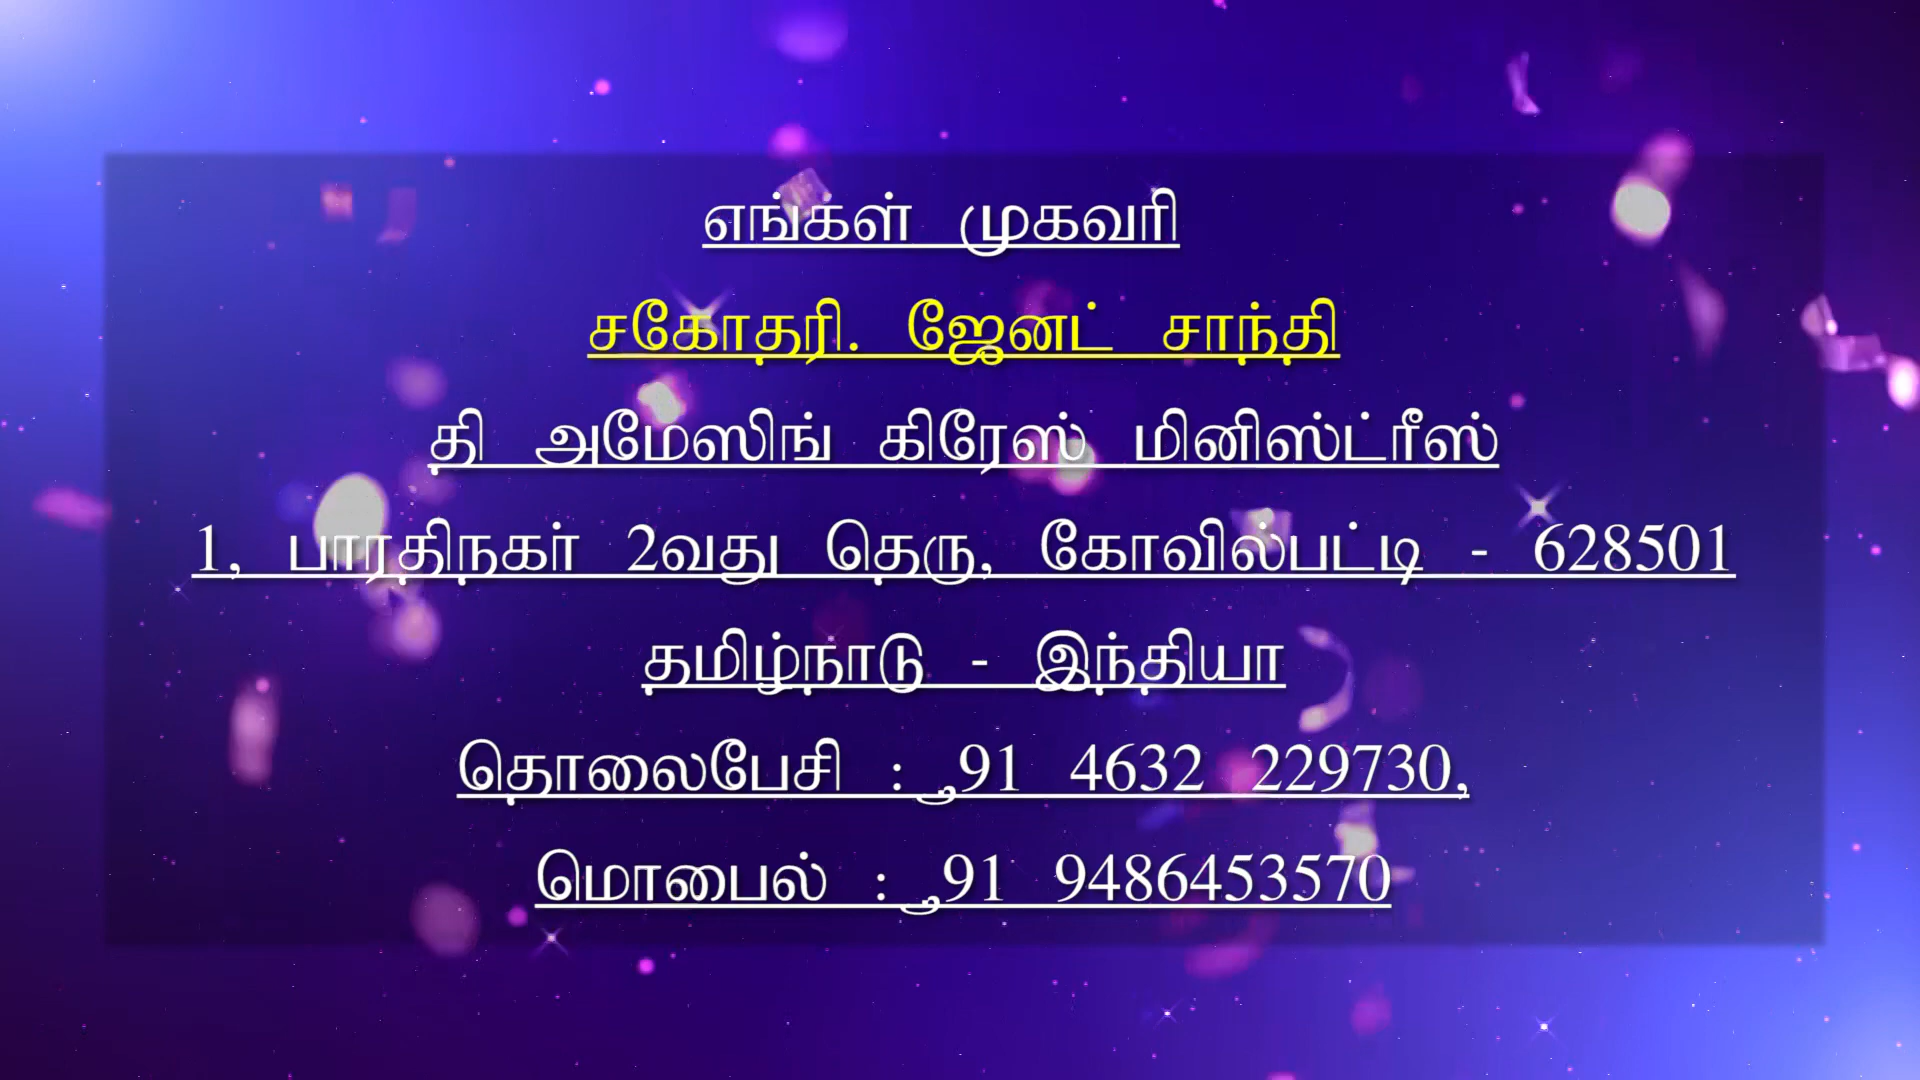 எங்கள் முகவரி
சகோதரி. ஜேனட் சாந்தி
தி அமேஸிங் கிரேஸ் மினிஸ்ட்ரீஸ்
1, பாரதிநகர் 2வது தெரு, கோவில்பட்டி - 628501
தமிழ்நாடு - இந்தியா
தொலைபேசி : ு91 4632 229730,
மொபைல் : ு91 9486453570